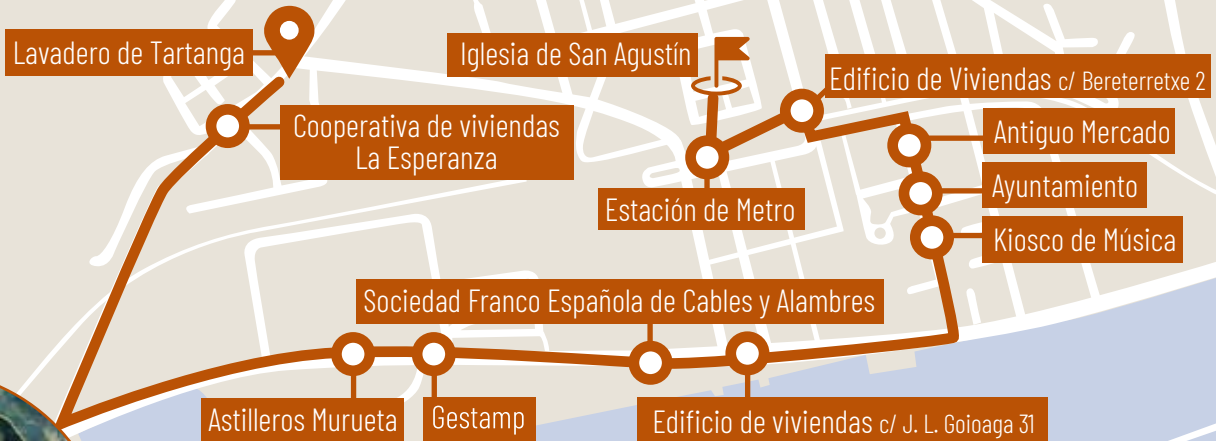 Lavadero de Tartanga
Iglesia de San Agustín
Edificio de Viviendas c/ Bereterretxe 2
Cooperativa de viviendas
La Esperanza
Antiguo Mercado
Ayuntamiento
Estación de Metro
Kiosco de Música
Sociedad Franco Española de Cables y Alambres
Astilleros Murueta
Gestamp
Edificio de viviendas c/ J. L. Goioaga 31